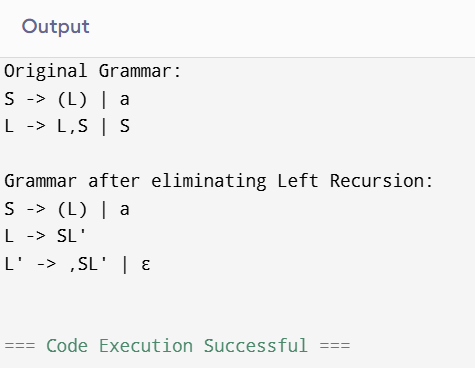 Output
Original Grammar:
S -> (L) | a
L -> L,S | S
Grammar after eliminating Left Recursion:
S -> (L) | a
L -> SL'
L' -> ,SL' | ε
=== Code Execution Successful ===